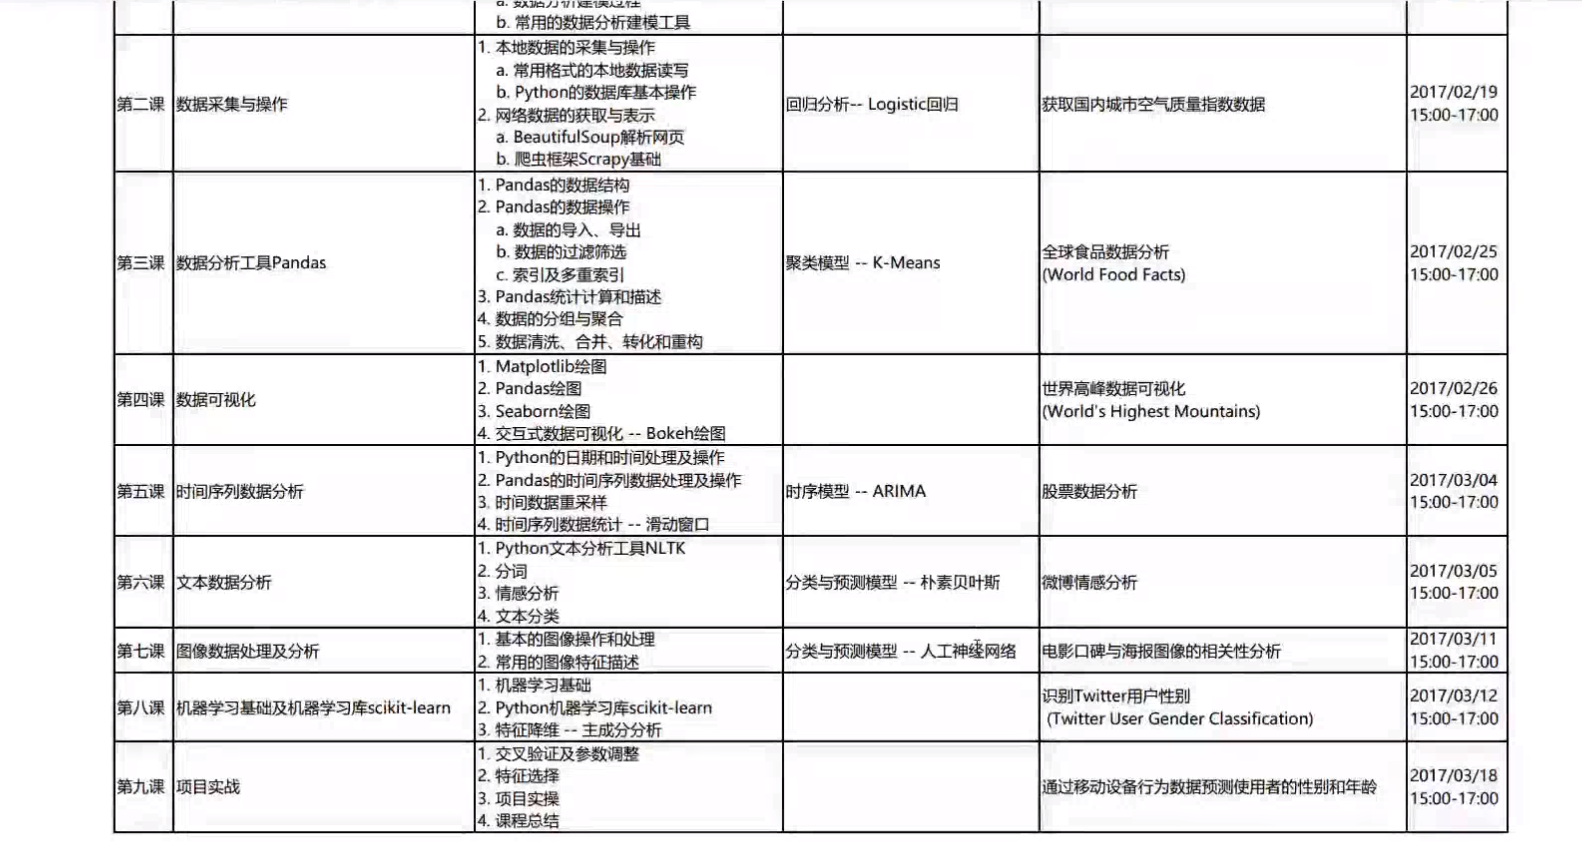 a. 数据分析建模过程
b. 常用的数据分析建模工具
第二课
数据采集与操作
1. 本地数据的采集与操作
a. 常用格式的本地数据读写
b. Python的数据库基本操作
2. 网络数据的获取与表示
a. BeautifulSoup解析网页
b. 爬虫框架Scrapy基础
回归分析-- Logistic回归
获取国内城市空气质量指数数据
2017/02/19
15:00-17:00
第三课
数据分析工具Pandas
1. Pandas的数据结构
2. Pandas的数据操作
a. 数据的导入、导出
b. 数据的过滤筛选
c. 索引及多重索引
3. Pandas统计计算和描述
4. 数据的分组与聚合
5. 数据清洗、合并、转化和重构
聚类模型 -- K-Means
全球食品数据分析
(World Food Facts)
2017/02/25
15:00-17:00
第四课
数据可视化
1. Matplotlib绘图
2. Pandas绘图
3. Seaborn绘图
4. 交互式数据可视化 -- Bokeh绘图
世界高峰数据可视化
(World's Highest Mountains)
2017/02/26
15:00-17:00
第五课
时间序列数据分析
1. Python的日期和时间处理及操作
2. Pandas的时间序列数据处理及操作
3. 时间数据重采样
4. 时间序列数据统计 -- 滑动窗口
时序模型 -- ARIMA
股票数据分析
2017/03/04
15:00-17:00
第六课
文本数据分析
1. Python文本分析工具NLTK
2. 分词
3. 情感分析
4. 文本分类
分类与预测模型 -- 朴素贝叶斯
微博情感分析
2017/03/05
15:00-17:00
第七课
图像数据处理及分析
1. 基本的图像操作和处理
2. 常用的图像特征描述
分类与预测模型 -- 人工神经网络
电影口碑与海报图像的相关性分析
2017/03/11
15:00-17:00
第八课
机器学习基础及机器学习库scikit-learn
1. 机器学习基础
2. Python机器学习库scikit-learn
3. 特征降维 -- 主成分分析
识别Twitter用户性别
(Twitter User Gender Classification)
2017/03/12
15:00-17:00
第九课
项目实战
1. 交叉验证及参数调整
2. 特征选择
3. 项目实操
4. 课程总结
通过移动设备行为数据预测使用者的性别和年龄
2017/03/18
15:00-17:00